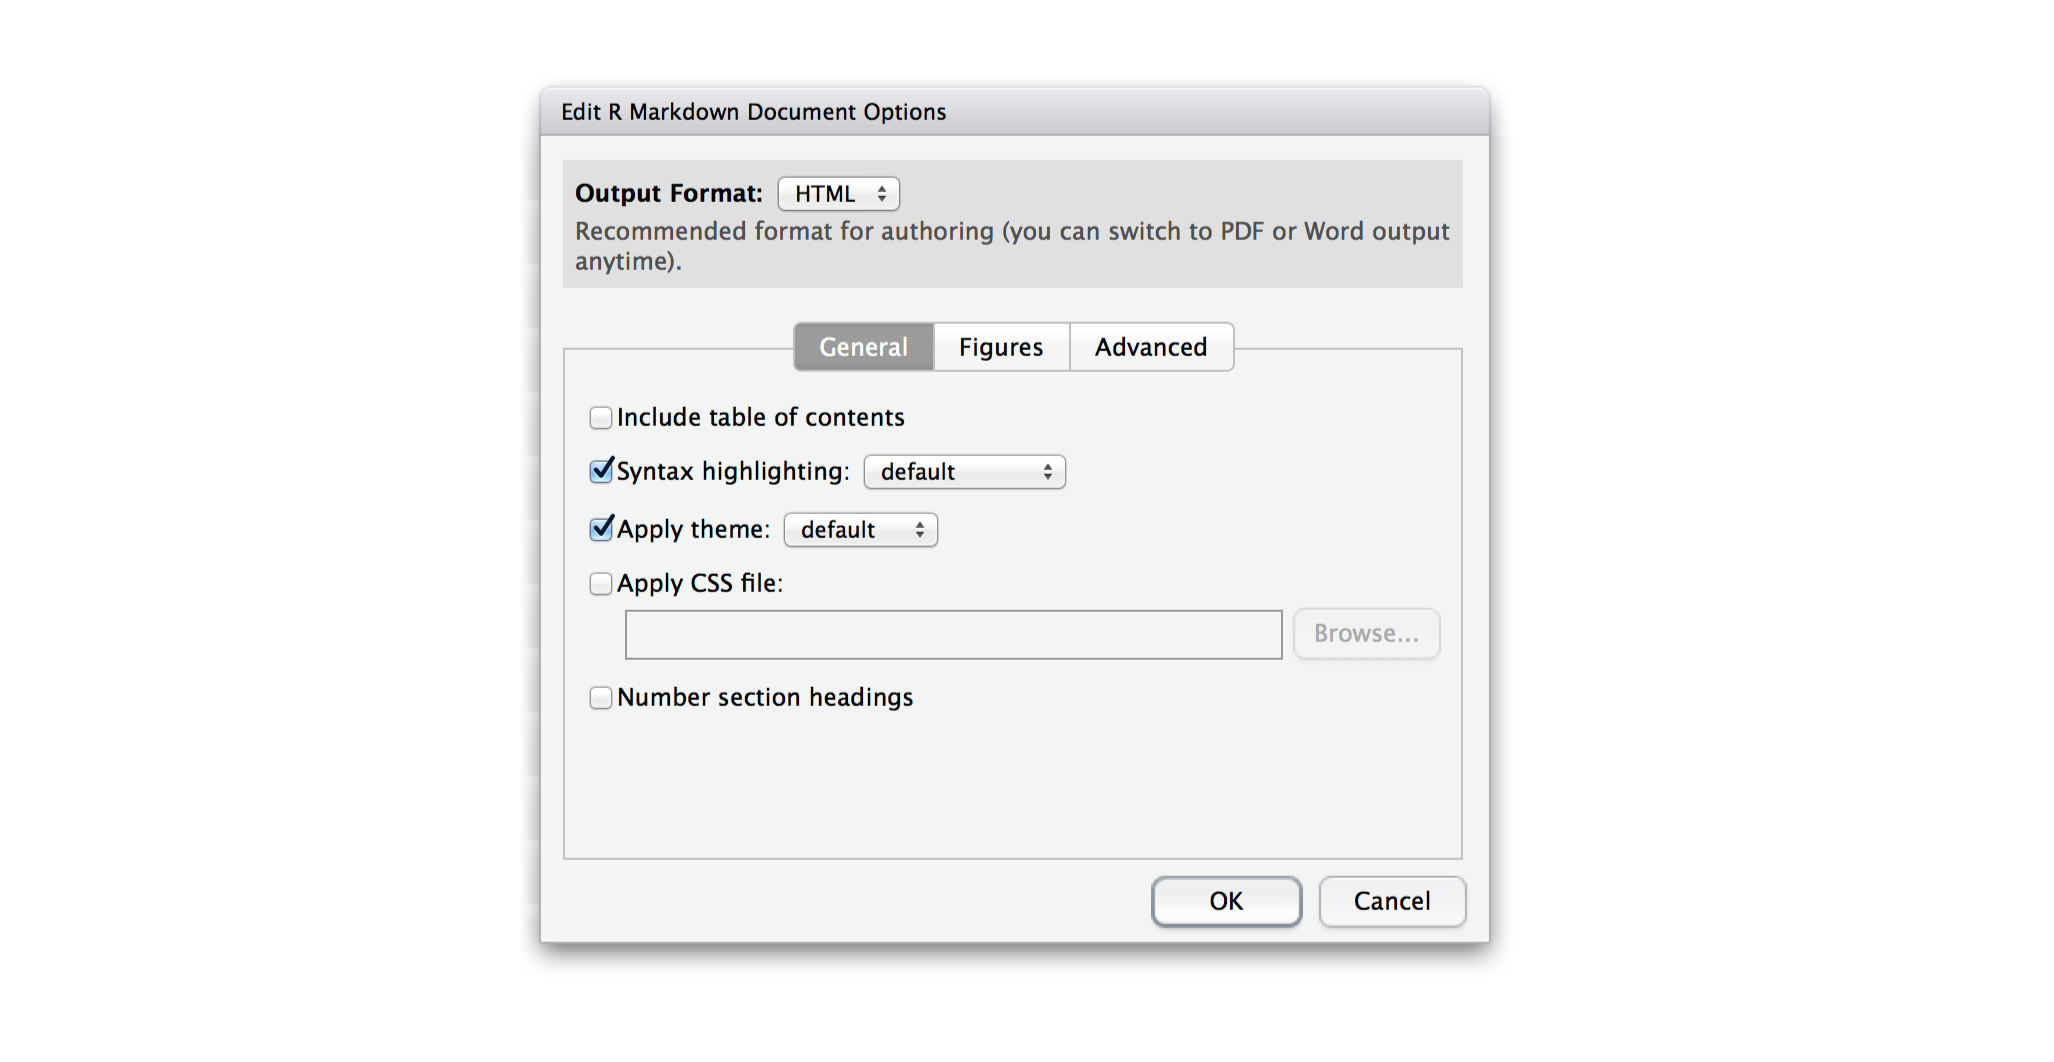 Edit R Markdown Document Options
Output Format: HTML
Recommended format for authoring (you can switch to PDF or Word output
anytime).
General Figures Advanced
Include table of contents
Syntax highlighting: default
Apply theme: default
Apply CSS file:
Browse...
Number section headings
OK Cancel